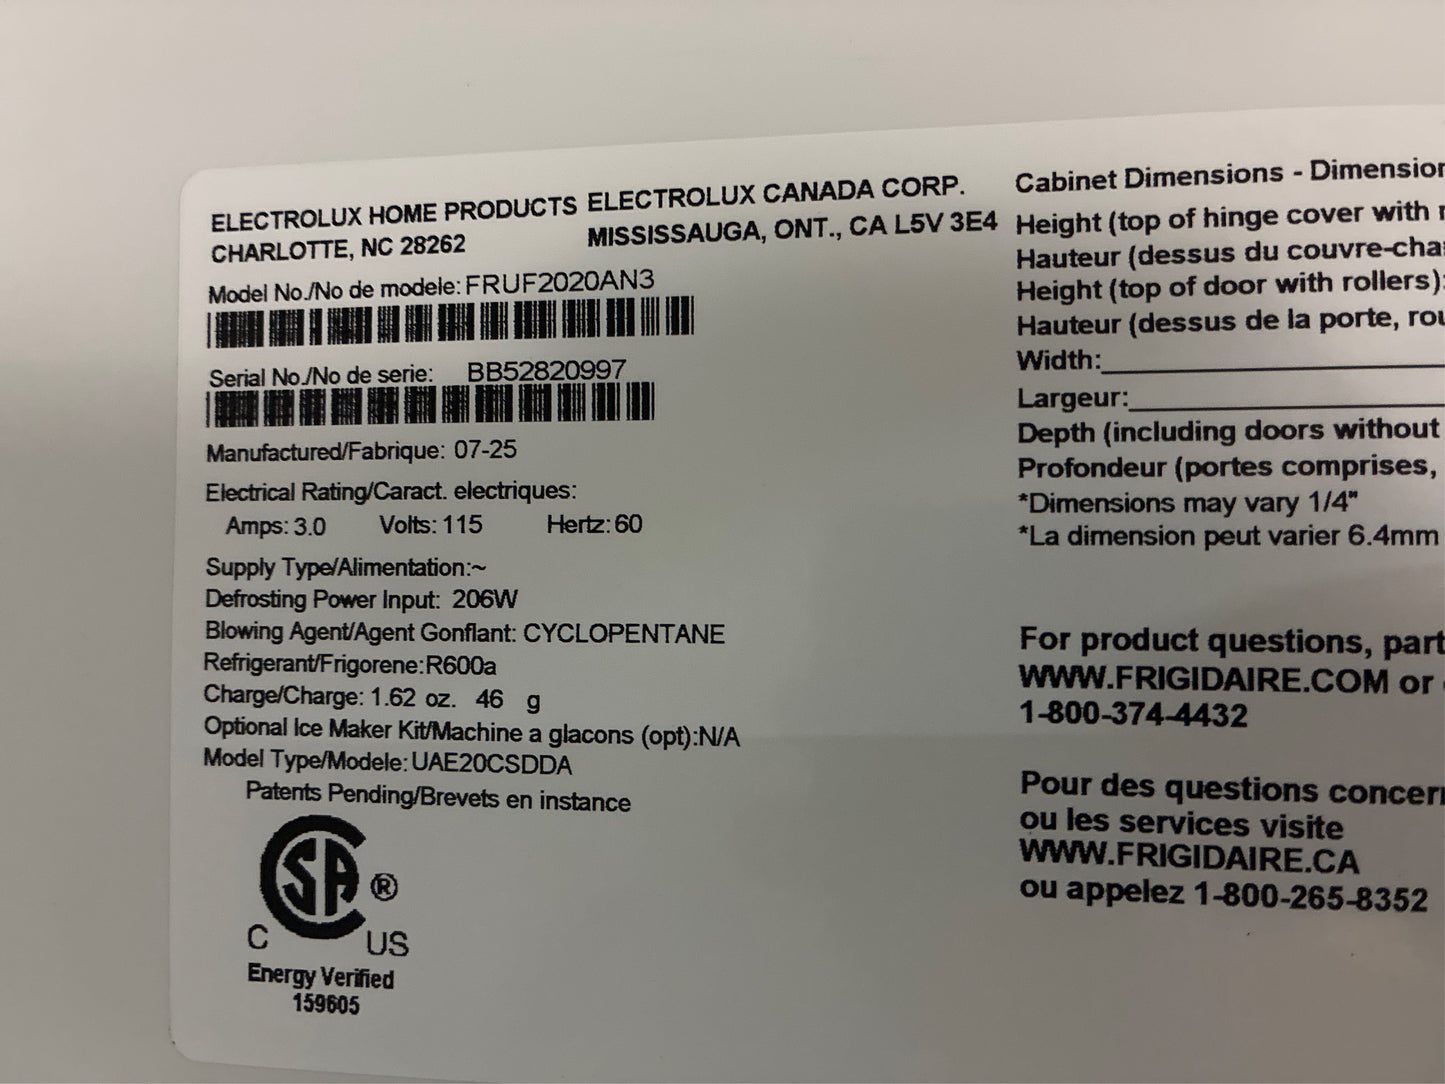 ELECTROLUX HOME PRODUCTS
CHARLOTTE, NC 28262
ELECTROLUX CANADA CORP.
MISSISSAUGA, ONT., CA L5V 3E4
Model No./No de modele: FRUF2020AN3
Serial No./No de serie: BB52820997
Manufactured/Fabrique: 07-25
Electrical Rating/Caract. electriques:
Amps: 3.0 Volts: 115 Hertz: 60
Supply Type/Alimentation:~
Defrosting Power Input: 206W
Blowing Agent/Agent Gonflant: CYCLOPENTANE
Refrigerant/Frigorene:R600a
Charge/Charge: 1.62 oz. 46 g
Optional Ice Maker Kit/Machine a glacons (opt):N/A
Model Type/Modele: UAE20CSDDA
Patents Pending/Brevets en instance
CSA ®
C US
Energy Verified
159605
Cabinet Dimensions - Dimension
Height (top of hinge cover with
Hauteur (dessus du couvre-cha
Height (top of door with rollers):
Hauteur (dessus de la porte, rou
Width:
Largeur:
Depth (including doors without
Profondeur (portes comprises,
*Dimensions may vary 1/4"
*La dimension peut varier 6.4mm
For product questions, part
WWW.FRIGIDAIRE.COM or
1-800-374-4432
Pour des questions concern
ou les services visite
WWW.FRIGIDAIRE.CA
ou appelez 1-800-265-8352